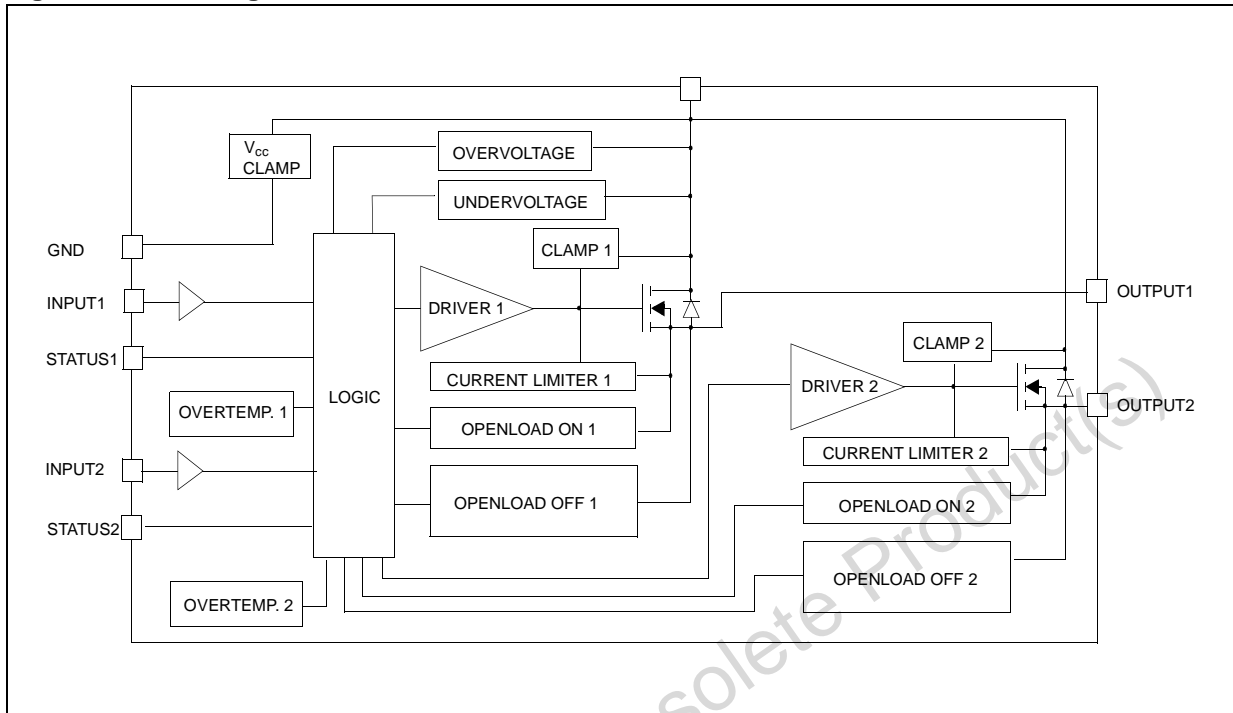 V_cc
CLAMP
OVERVOLTAGE
UNDERVOLTAGE
GND
CLAMP 1
INPUT1
DRIVER 1
OUTPUT1
STATUS1
CLAMP 2
CURRENT LIMITER 1
LOGIC
DRIVER 2
OVERTEMP. 1
OUTPUT2
OPENLOAD ON 1
CURRENT LIMITER 2
INPUT2
OPENLOAD OFF 1
OPENLOAD ON 2
STATUS2
OPENLOAD OFF 2
OVERTEMP. 2
solete Product(s)